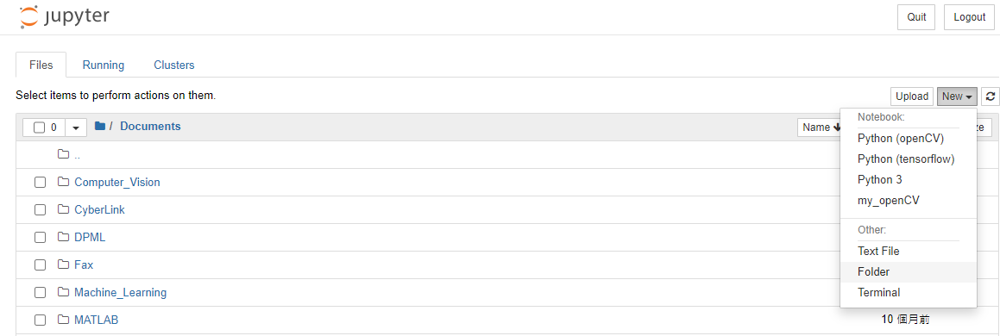 jupyter
Quit
Logout
Files
Running
Clusters
Select items to perform actions on them.
Upload
New
0
/ Documents
Name
Notebook:
Python (openCV)
Python (tensorflow)
Python 3
my_openCV
Other:
Text File
Folder
Terminal
..
Computer_Vision
CyberLink
DPML
Fax
Machine_Learning
MATLAB
10 個月前